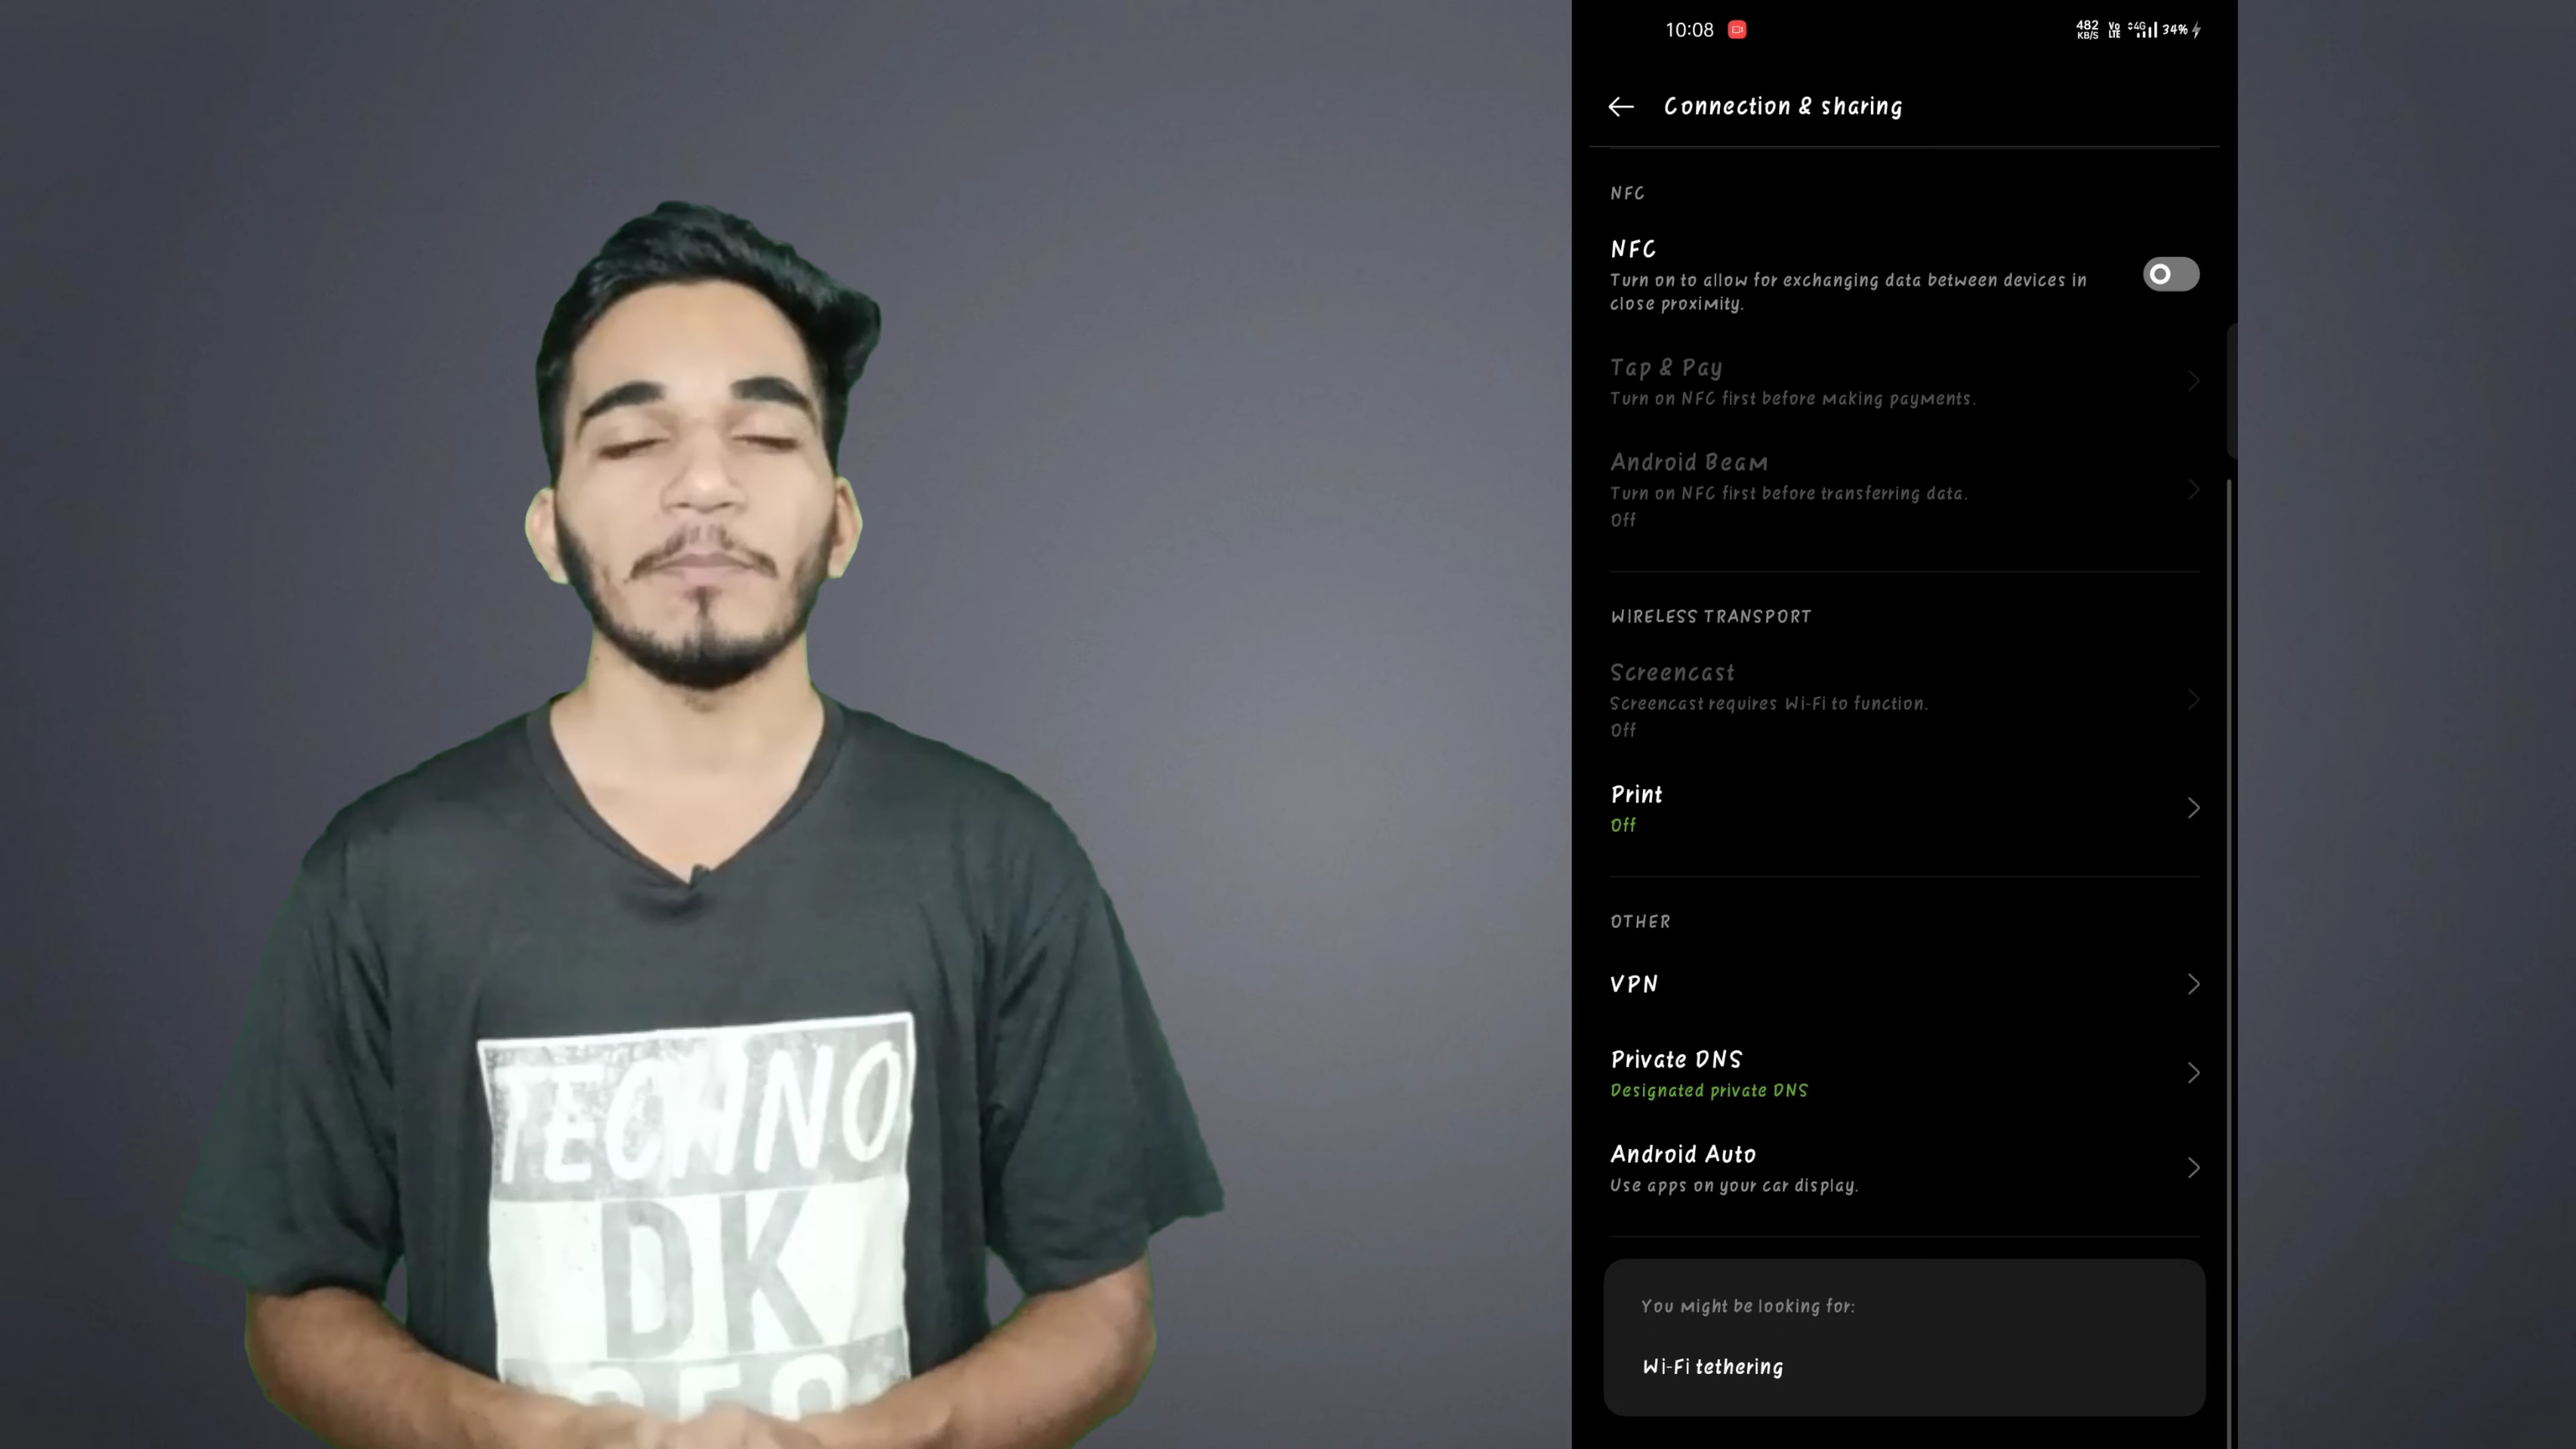 10:08
482
KB/S
Vo
LTE
4G
34%
Connection & sharing
NFC
NFC
Turn on to allow for exchanging data between devices in
close proximity.
Tap & Pay
Turn on NFC first before making payments.
Android Beam
Turn on NFC first before transferring data.
Off
WIRELESS TRANSPORT
Screencast
Screencast requires Wi-Fi to function.
Off
Print
Off
OTHER
VPN
Private DNS
Designated private DNS
Android Auto
Use apps on your car display.
You might be looking for:
Wi-Fi tethering
TECHNO
DK